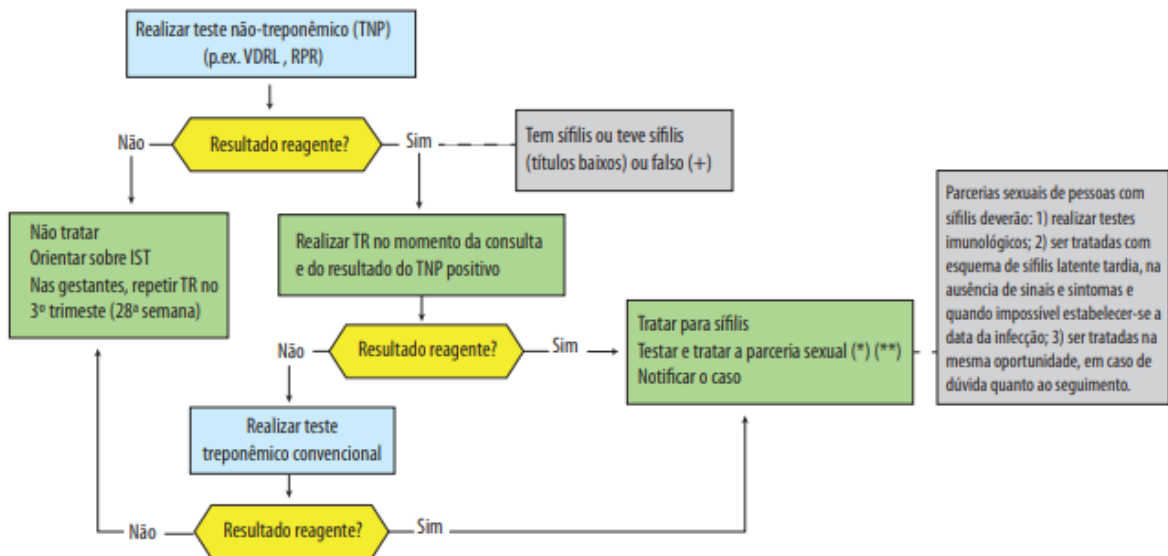 Realizar teste não-treponêmico (TNP)
(p.ex. VDRL , RPR)
Não
Resultado reagente?
Sim
Tem sífilis ou teve sífilis
(títulos baixos) ou falso (+)
Não tratar
Orientar sobre IST
Nas gestantes, repetir TR no
3º trimestre (28ª semana)
Realizar TR no momento da consulta
e do resultado do TNP positivo
Parcerias sexuais de pessoas com
sífilis deverão: 1) realizar testes
imunológicos; 2) ser tratadas com
esquema de sífilis latente tardia, na
ausência de sinais e sintomas e
quando impossível estabelecer-se a
data da infecção; 3) ser tratadas na
mesma oportunidade, em caso de
dúvida quanto ao seguimento.
Não
Resultado reagente?
Sim
Tratar para sífilis
Testar e tratar a parceria sexual (*) (**)
Notificar o caso
Realizar teste
treponêmico convencional
Não
Resultado reagente?
Sim